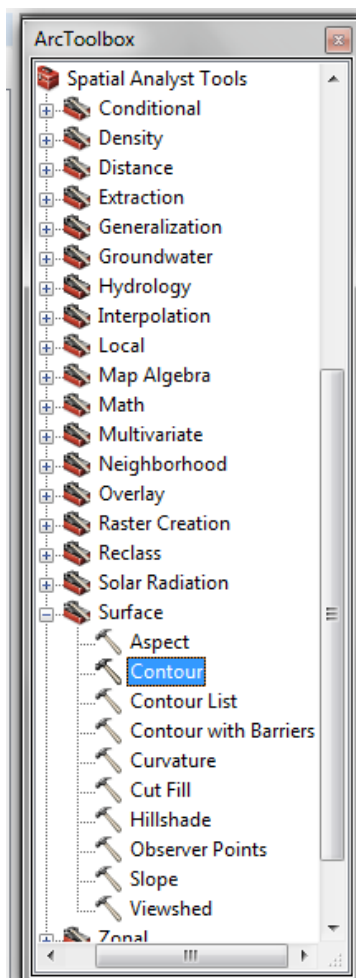 ArcToolbox
Spatial Analyst Tools
Conditional
Density
Distance
Extraction
Generalization
Groundwater
Hydrology
Interpolation
Local
Map Algebra
Math
Multivariate
Neighborhood
Overlay
Raster Creation
Reclass
Solar Radiation
Surface
Aspect
Contour
Contour List
Contour with Barriers
Curvature
Cut Fill
Hillshade
Observer Points
Slope
Viewshed
Zonal